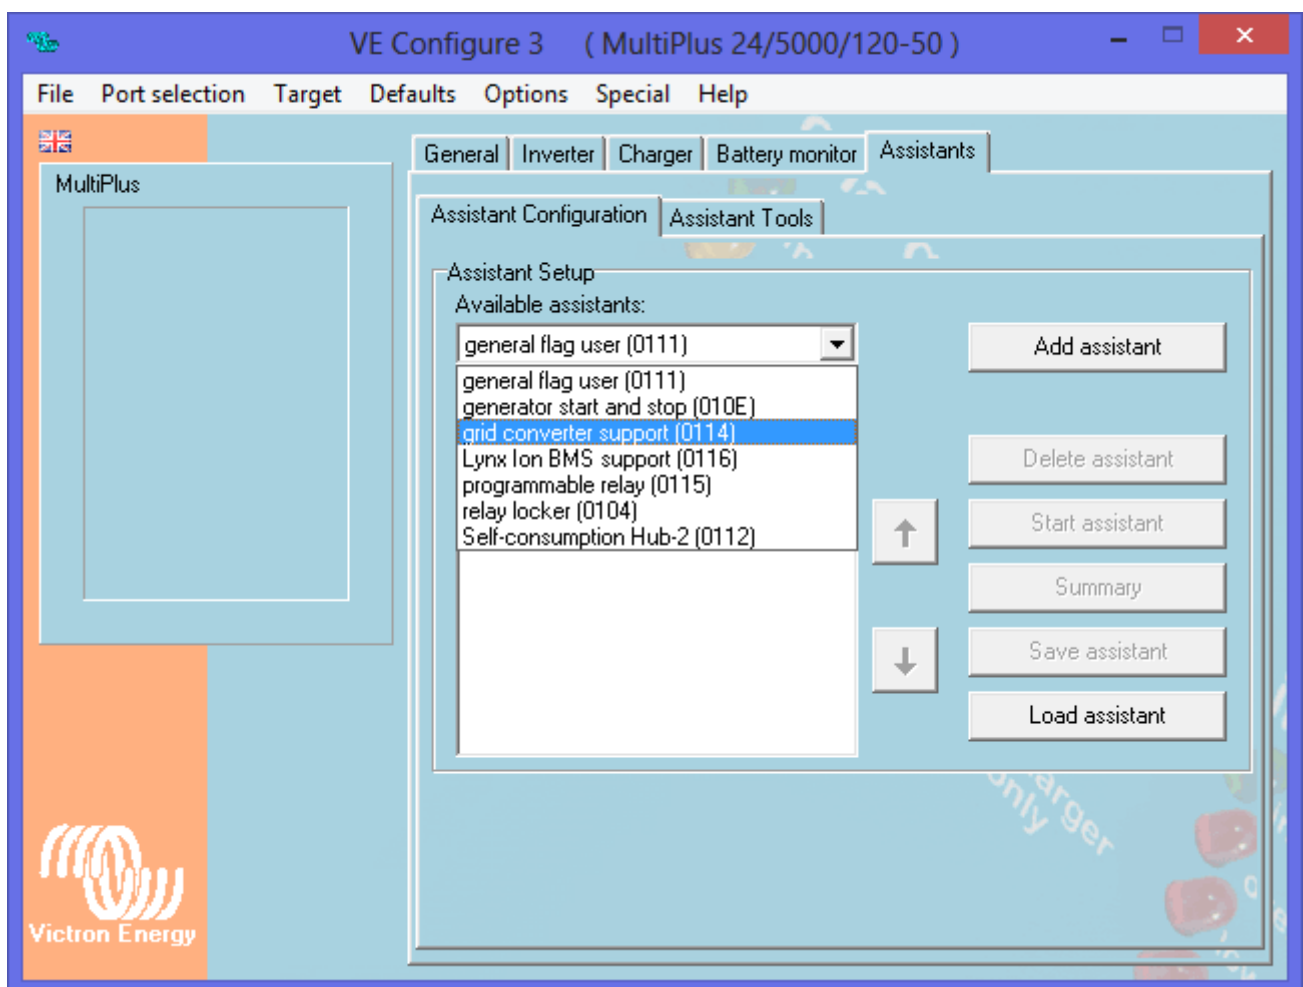 VE Configure 3 ( MultiPlus 24/5000/120-50 )
File Port selection Target Defaults Options Special Help
General Inverter Charger Battery monitor Assistants
MultiPlus
Assistant Configuration Assistant Tools
Assistant Setup
Available assistants:
general flag user (0111)
Add assistant
general flag user (0111)
generator start and stop (010E)
grid converter support (0114)
Lynx Ion BMS support (0116)
programmable relay (0115)
relay locker (0104)
Self-consumption Hub-2 (0112)
Delete assistant
Start assistant
Summary
Save assistant
Load assistant
charger
only
Victron Energy